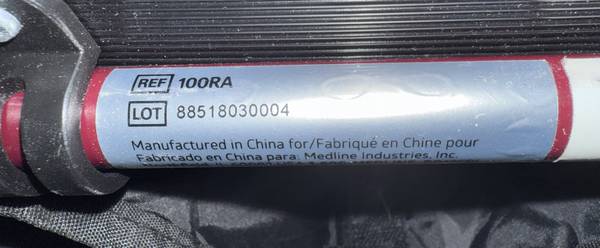 REF 100RA
LOT 88518030004
Manufactured in China for/Fabriqué en Chine pour
Fabricado en China para: Medline Industries, Inc.